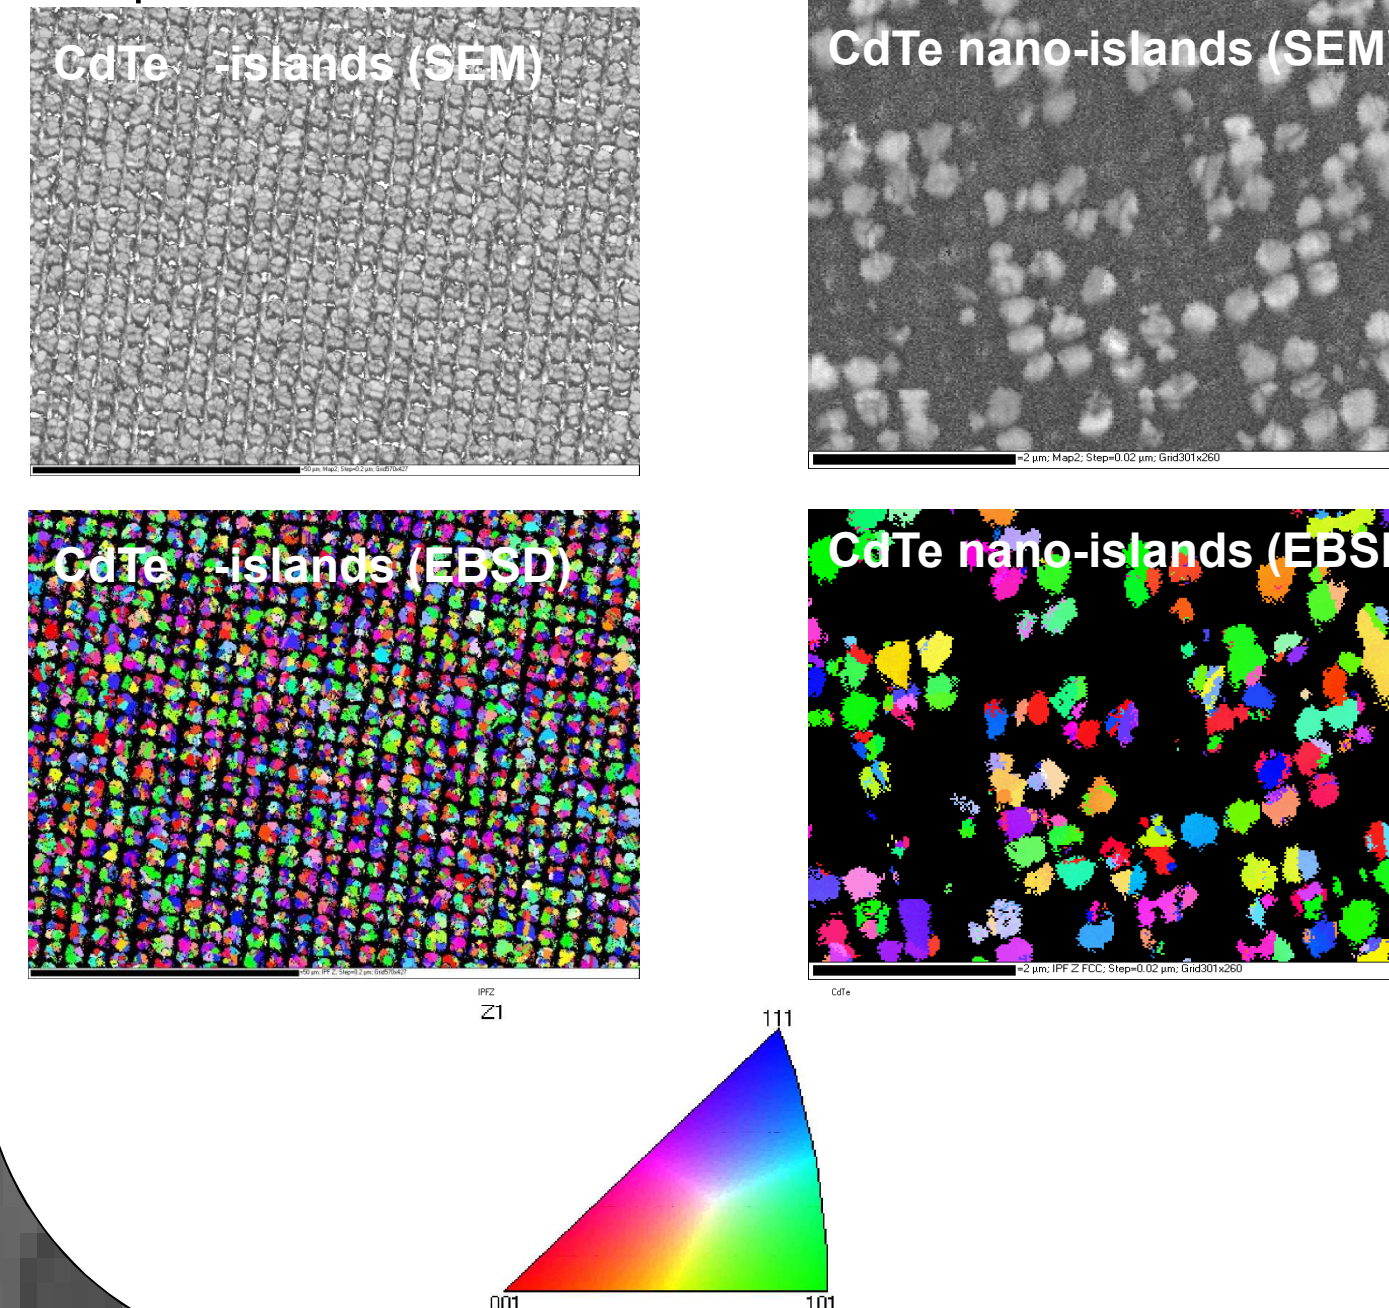 CdTe -islands (SEM)
CdTe nano-islands (SEM
=50 µm; Map2; Step=0.2 µm; Grid570x427
=2 µm; Map2; Step=0.02 µm; Grid301x260
CdTe -islands (EBSD)
CdTe nano-islands (EBS
=50 µm; IPF Z; Step=0.2 µm; Grid570x427
=2 µm; IPF Z FCC; Step=0.02 µm; Grid301x260
IPFZ
CdTe
Z1
111
001
101